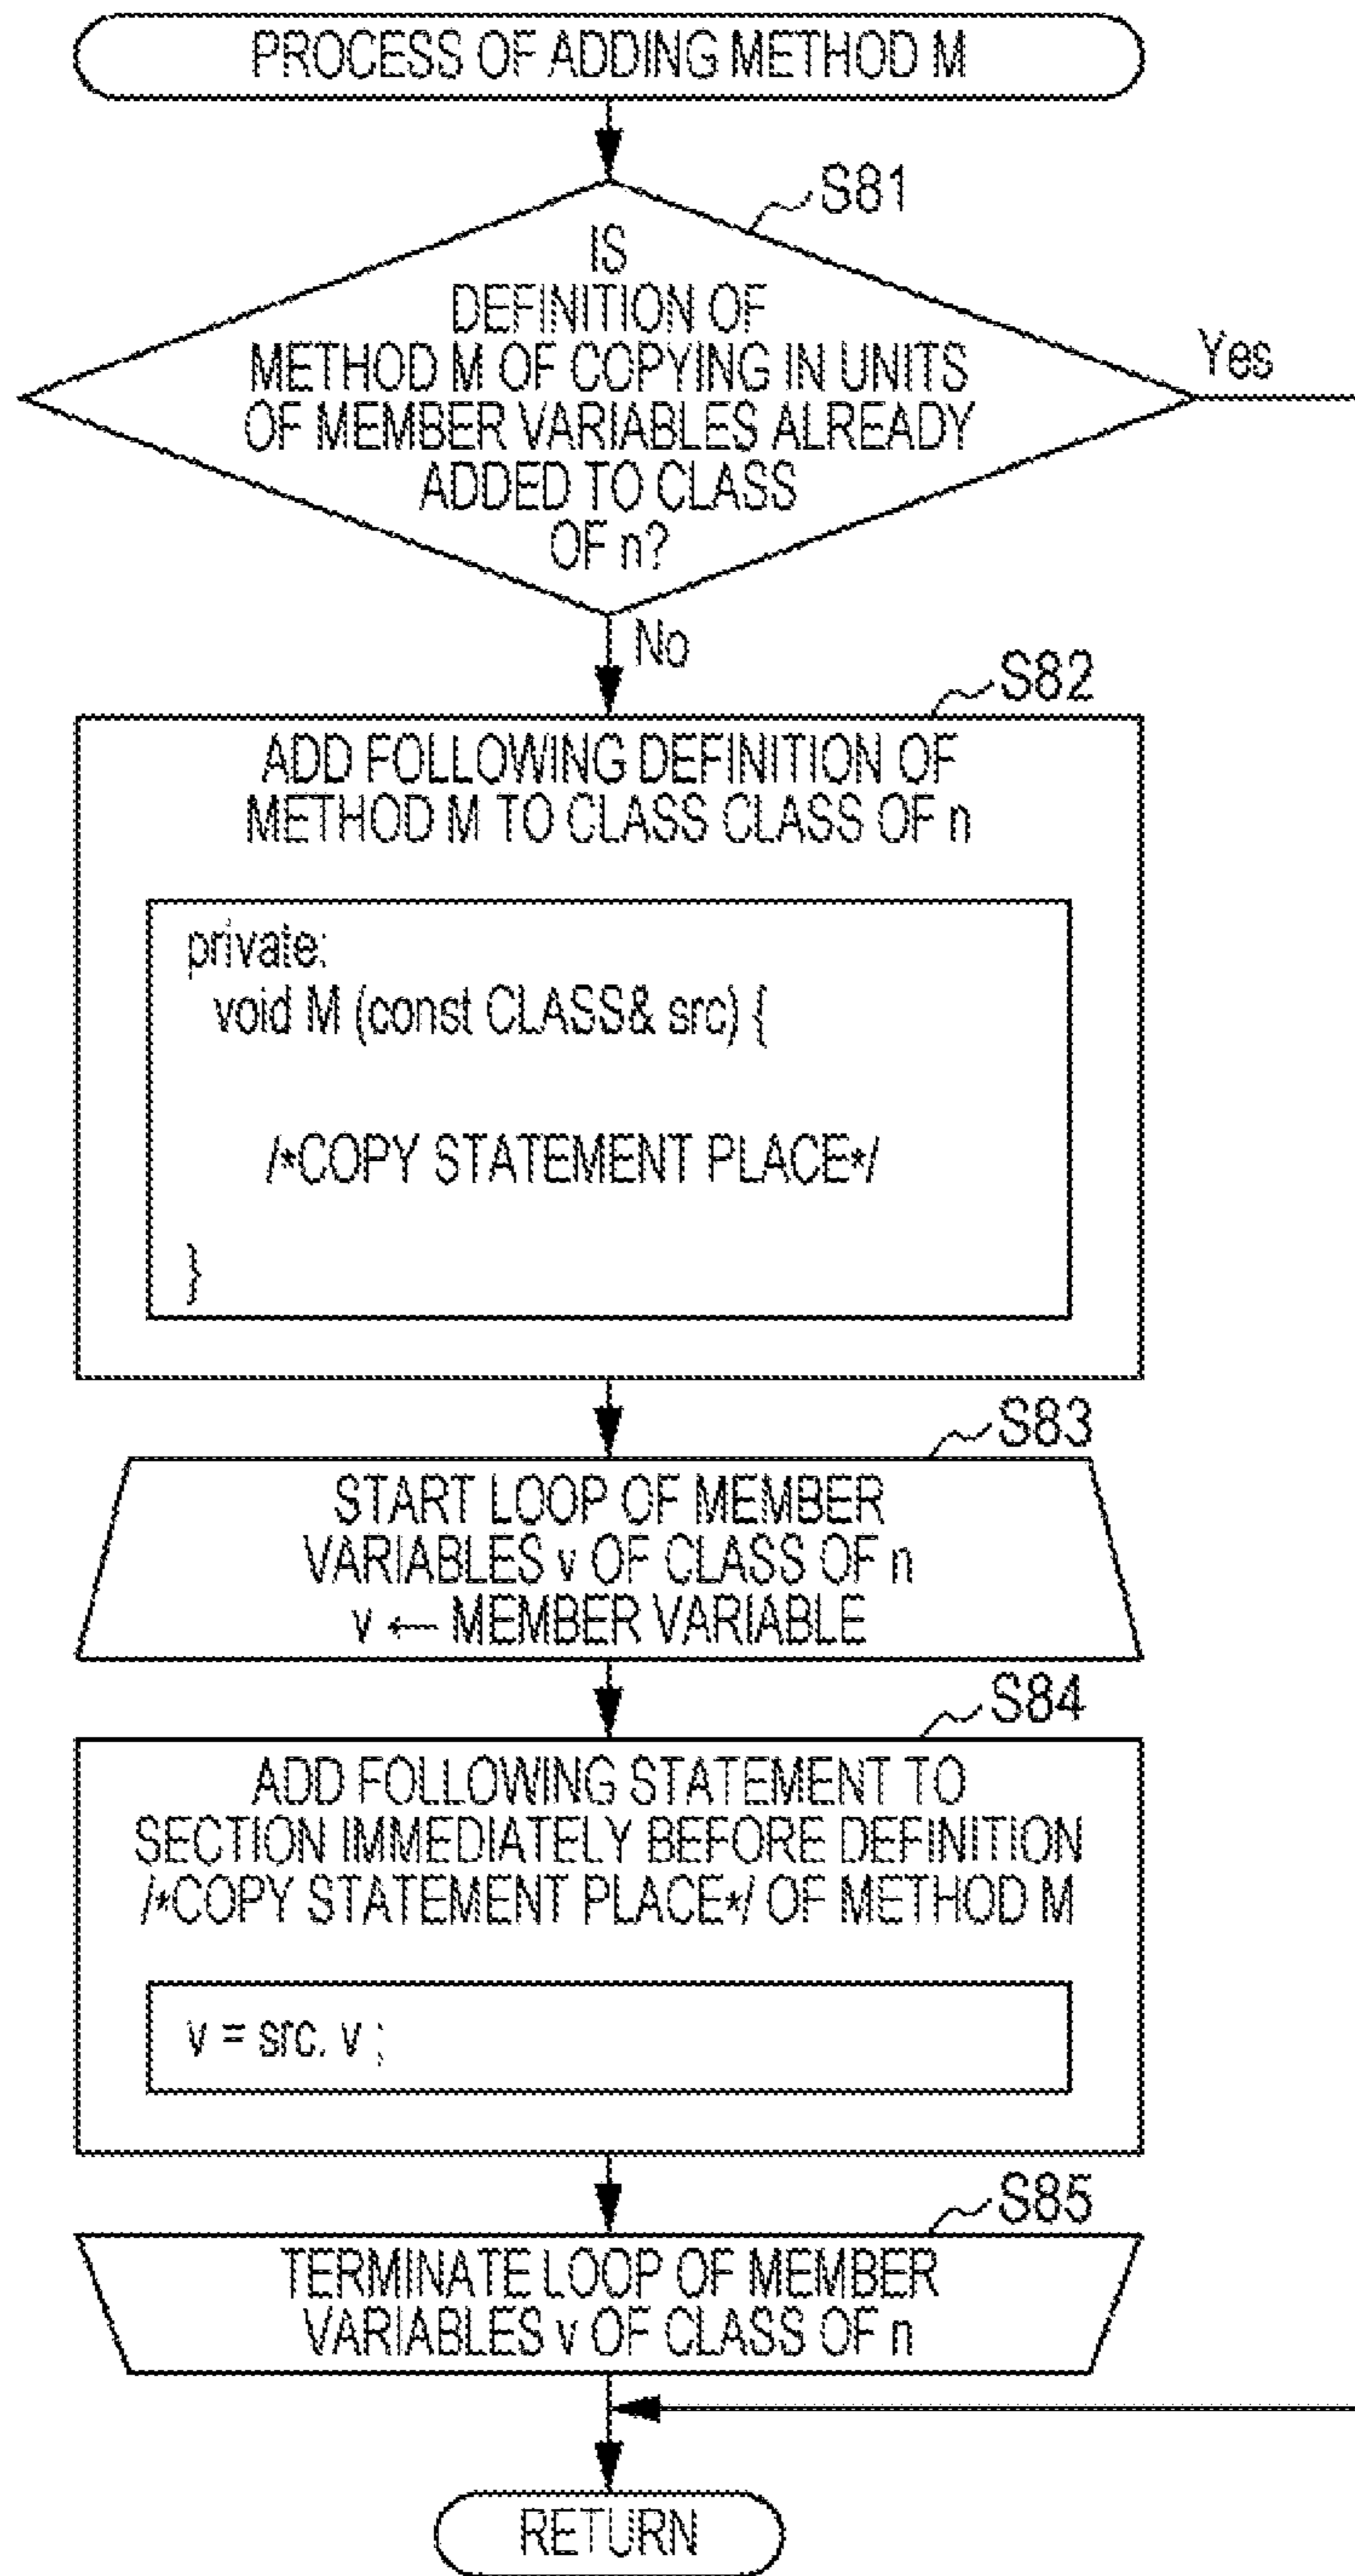 PROCESS OF ADDING METHOD M
S81
IS
DEFINITION OF
METHOD M OF COPYING IN UNITS
OF MEMBER VARIABLES ALREADY
ADDED TO CLASS
OF n?
Yes
No
S82
ADD FOLLOWING DEFINITION OF
METHOD M TO CLASS CLASS OF n
private:
void M (const CLASS& src) {
/*COPY STATEMENT PLACE*/
}
S83
START LOOP OF MEMBER
VARIABLES v OF CLASS OF n
v ← MEMBER VARIABLE
S84
ADD FOLLOWING STATEMENT TO
SECTION IMMEDIATELY BEFORE DEFINITION
/*COPY STATEMENT PLACE*/ OF METHOD M
v = src. v ;
S85
TERMINATE LOOP OF MEMBER
VARIABLES v OF CLASS OF n
RETURN